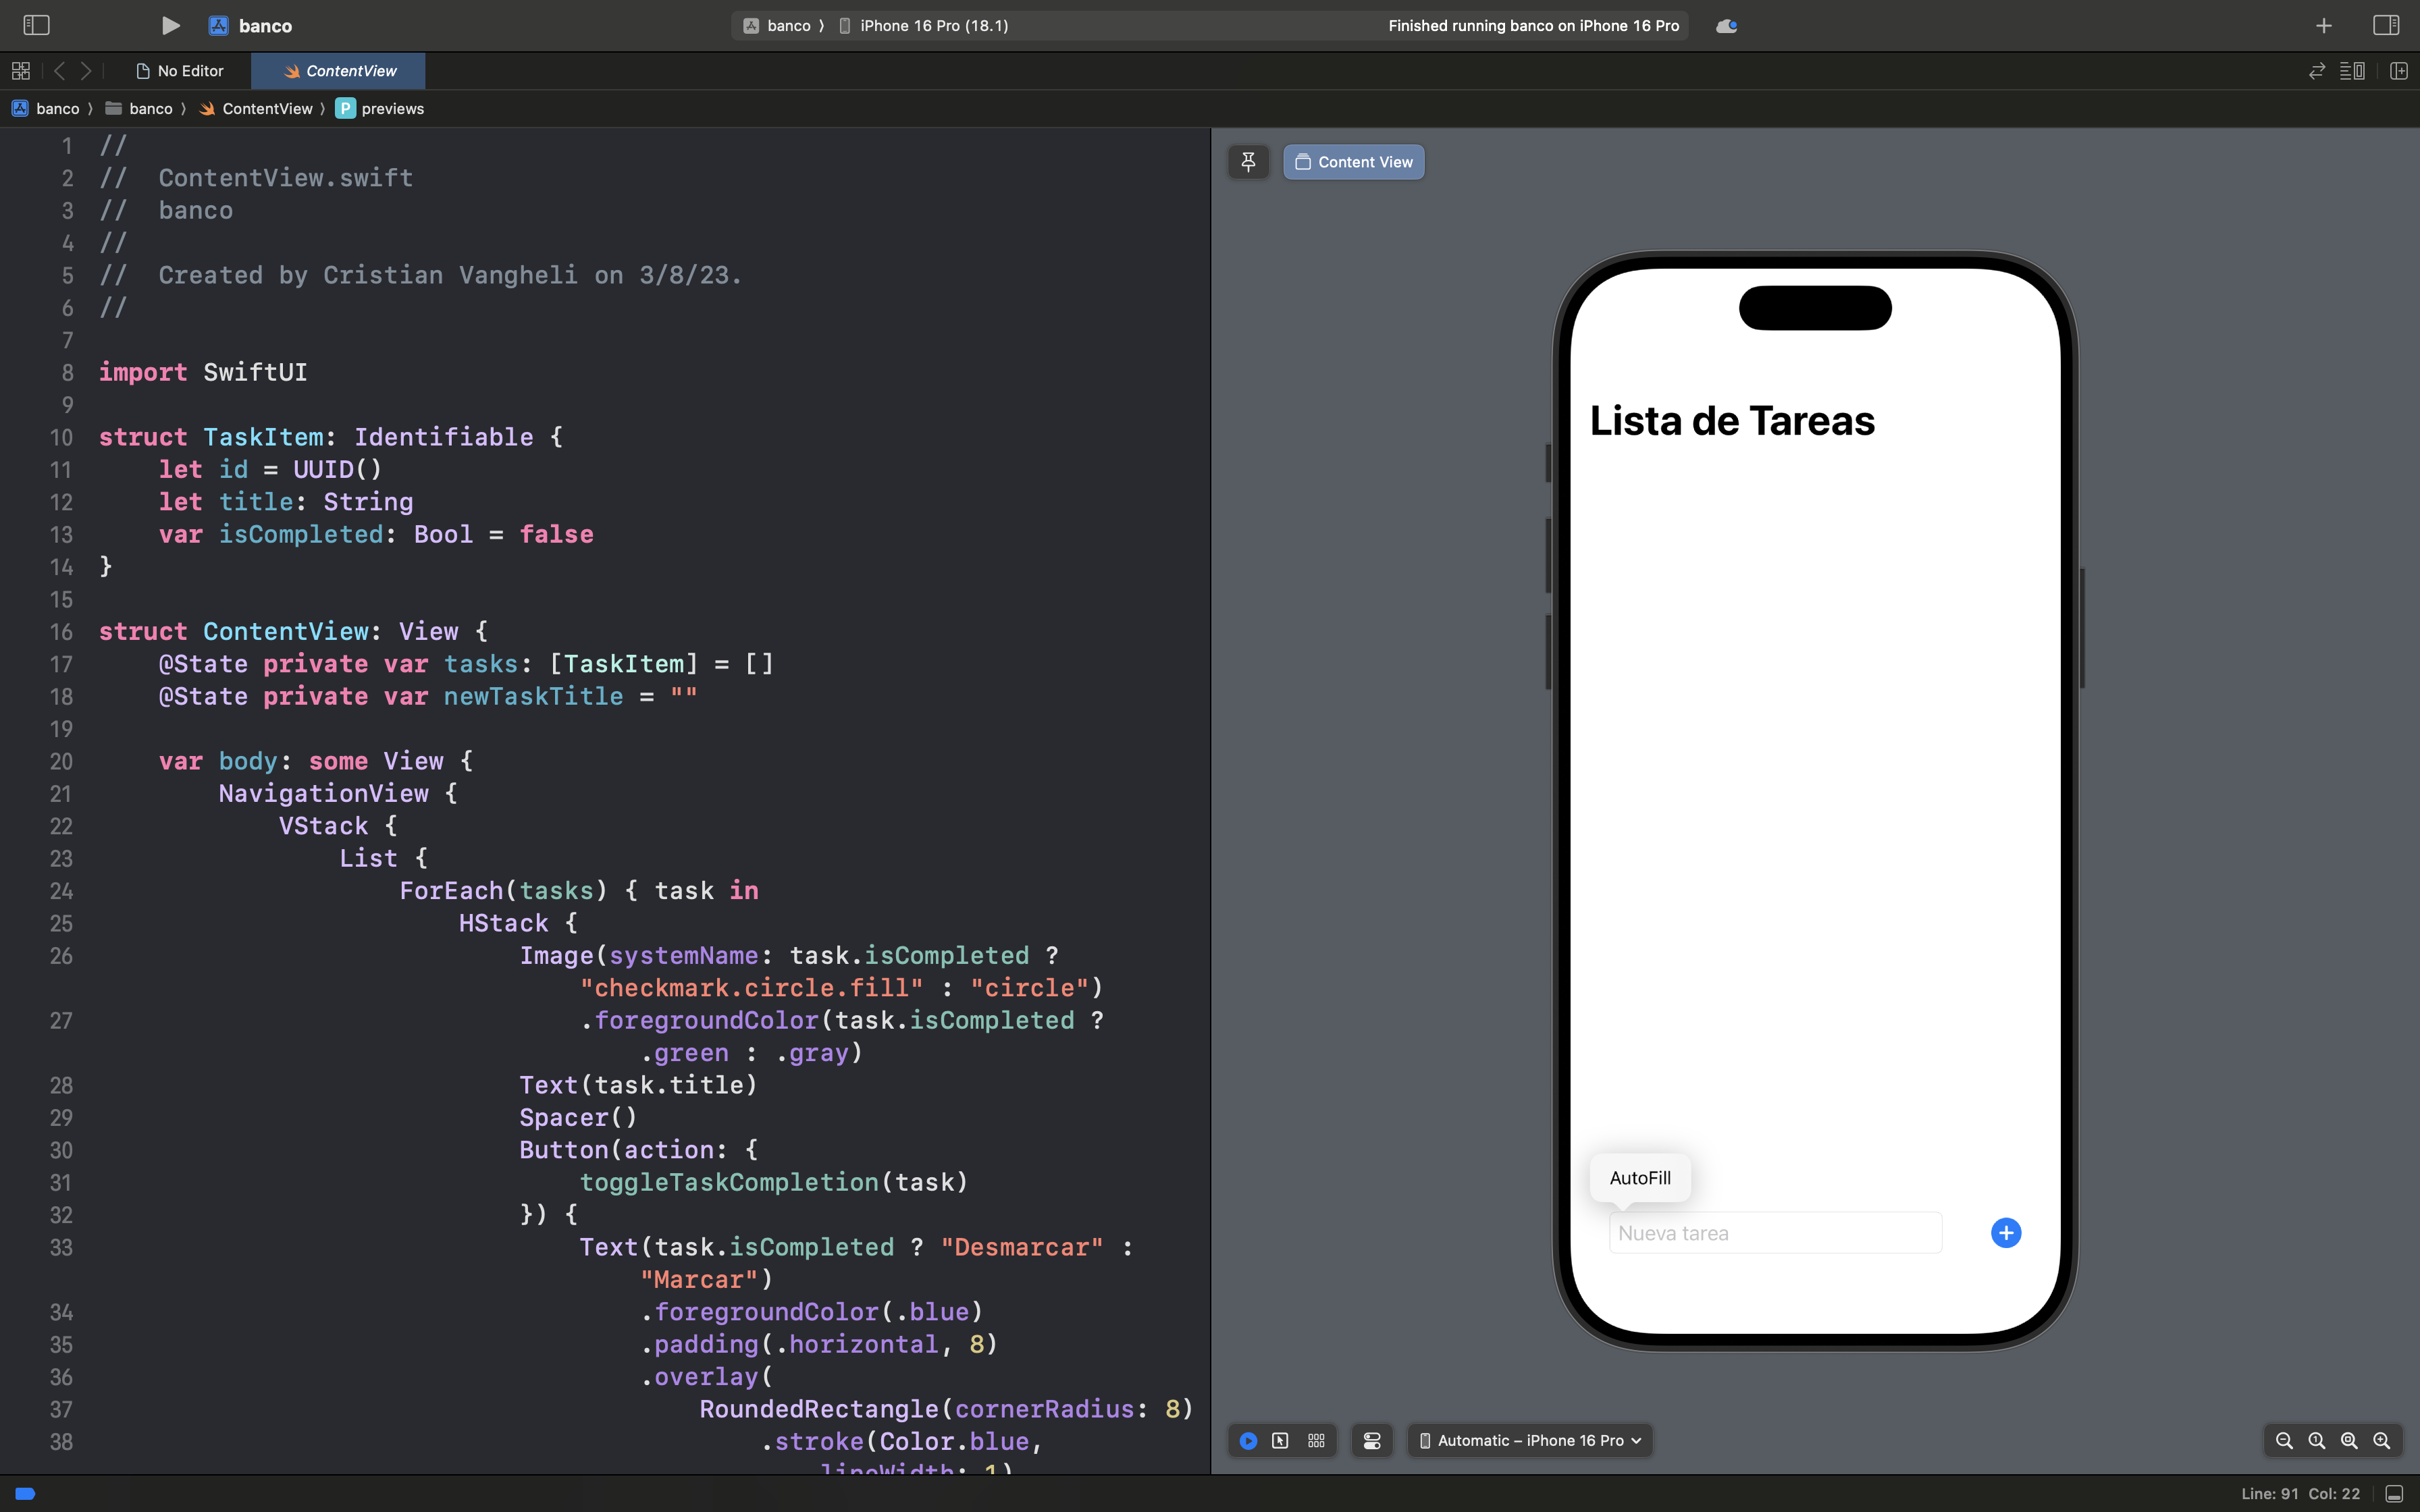 banco
banco 〉 iPhone 16 Pro (18.1)
Finished running banco on iPhone 16 Pro
No Editor
ContentView
banco 〉 banco 〉 ContentView 〉 P previews
1 //
2 //  ContentView.swift
3 //  banco
4 //
5 //  Created by Cristian Vangheli on 3/8/23.
6 //
7
8 import SwiftUI
9
10 struct TaskItem: Identifiable {
11     let id = UUID()
12     let title: String
13     var isCompleted: Bool = false
14 }
15
16 struct ContentView: View {
17     @State private var tasks: [TaskItem] = []
18     @State private var newTaskTitle = ""
19
20     var body: some View {
21         NavigationView {
22             VStack {
23                 List {
24                     ForEach(tasks) { task in
25                         HStack {
26                             Image(systemName: task.isCompleted ?
"checkmark.circle.fill" : "circle")
27                                 .foregroundColor(task.isCompleted ?
.green : .gray)
28                             Text(task.title)
29                             Spacer()
30                             Button(action: {
31                                 toggleTaskCompletion(task)
32                             }) {
33                                 Text(task.isCompleted ? "Desmarcar" :
"Marcar")
34                                     .foregroundColor(.blue)
35                                     .padding(.horizontal, 8)
36                                     .overlay(
37                                         RoundedRectangle(cornerRadius: 8)
38                                             .stroke(Color.blue,
lineWidth: 1)
Content View
Lista de Tareas
AutoFill
Nueva tarea
Automatic – iPhone 16 Pro
Line: 91 Col: 22